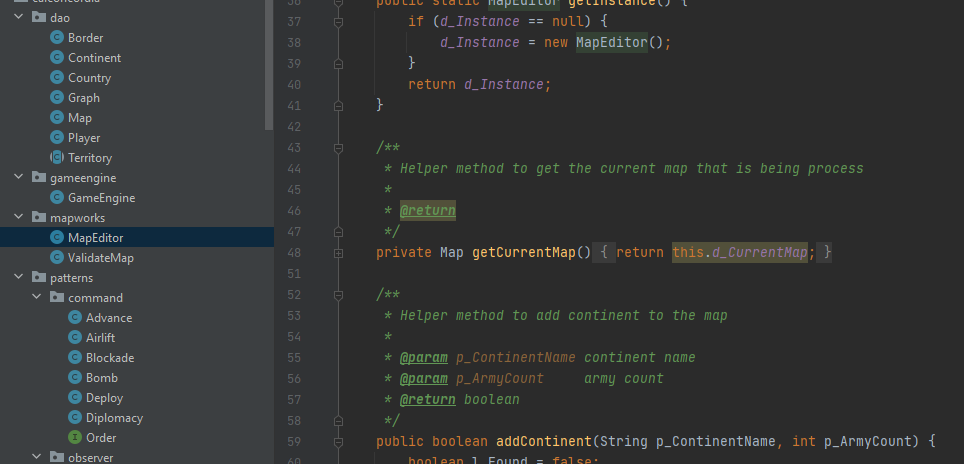 dao
Border
Continent
Country
Graph
Map
Player
Territory
gameengine
GameEngine
mapworks
MapEditor
ValidateMap
patterns
command
Advance
Airlift
Blockade
Bomb
Deploy
Diplomacy
Order
observer
36 public static MapEditor getInstance() {
37 if (d_Instance == null) {
38 d_Instance = new MapEditor();
39 }
40 return d_Instance;
41 }
42
43 /**
44 * Helper method to get the current map that is being process
45 *
46 * @return
47 */
48 private Map getCurrentMap() { return this.d_CurrentMap; }
51
52 /**
53 * Helper method to add continent to the map
54 *
55 * @param p_ContinentName continent name
56 * @param p_ArmyCount army count
57 * @return boolean
58 */
59 public boolean addContinent(String p_ContinentName, int p_ArmyCount) {
60 boolean l_Found = false;